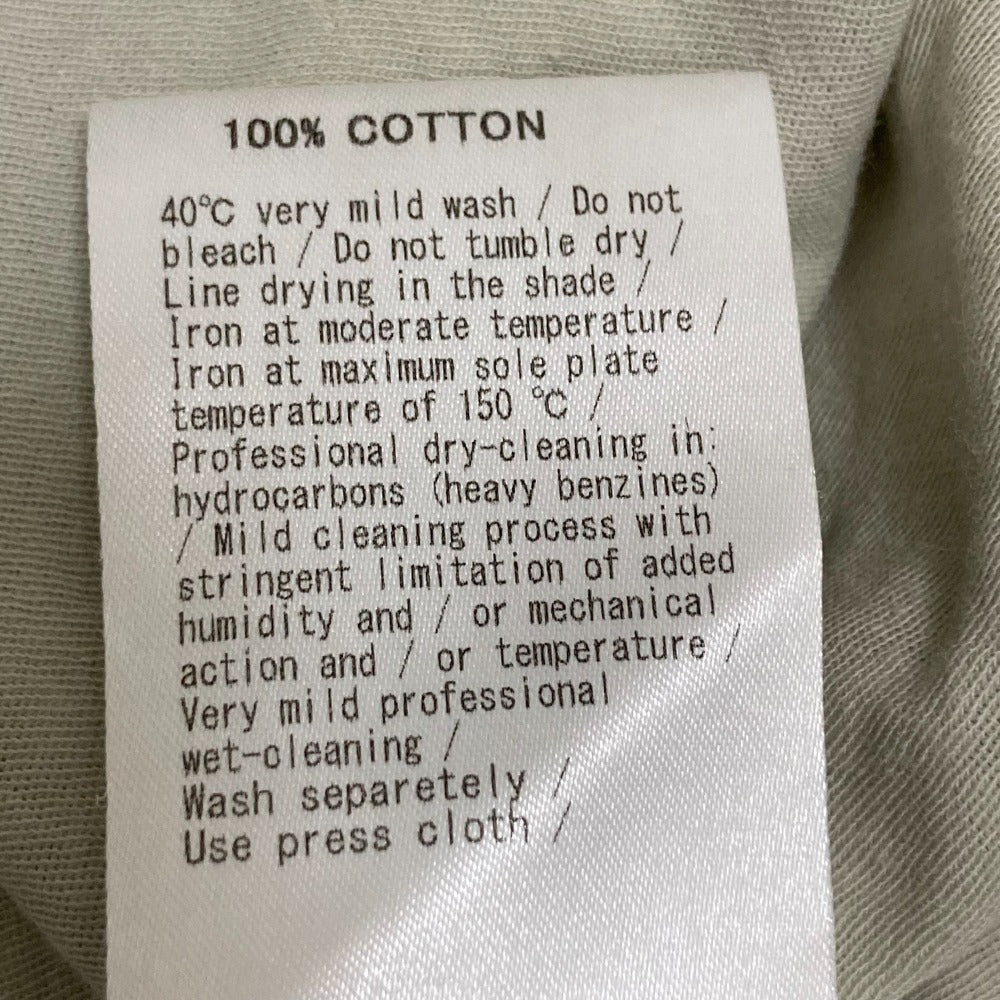 100% COTTON
40℃ very mild wash / Do not
bleach / Do not tumble dry /
Line drying in the shade /
Iron at moderate temperature /
Iron at maximum sole plate
temperature of 150 ℃ /
Professional dry-cleaning in:
hydrocarbons (heavy benzines)
/ Mild cleaning process with
stringent limitation of added
humidity and / or mechanical
action and / or temperature /
Very mild professional
wet-cleaning /
Wash separetely /
Use press cloth /